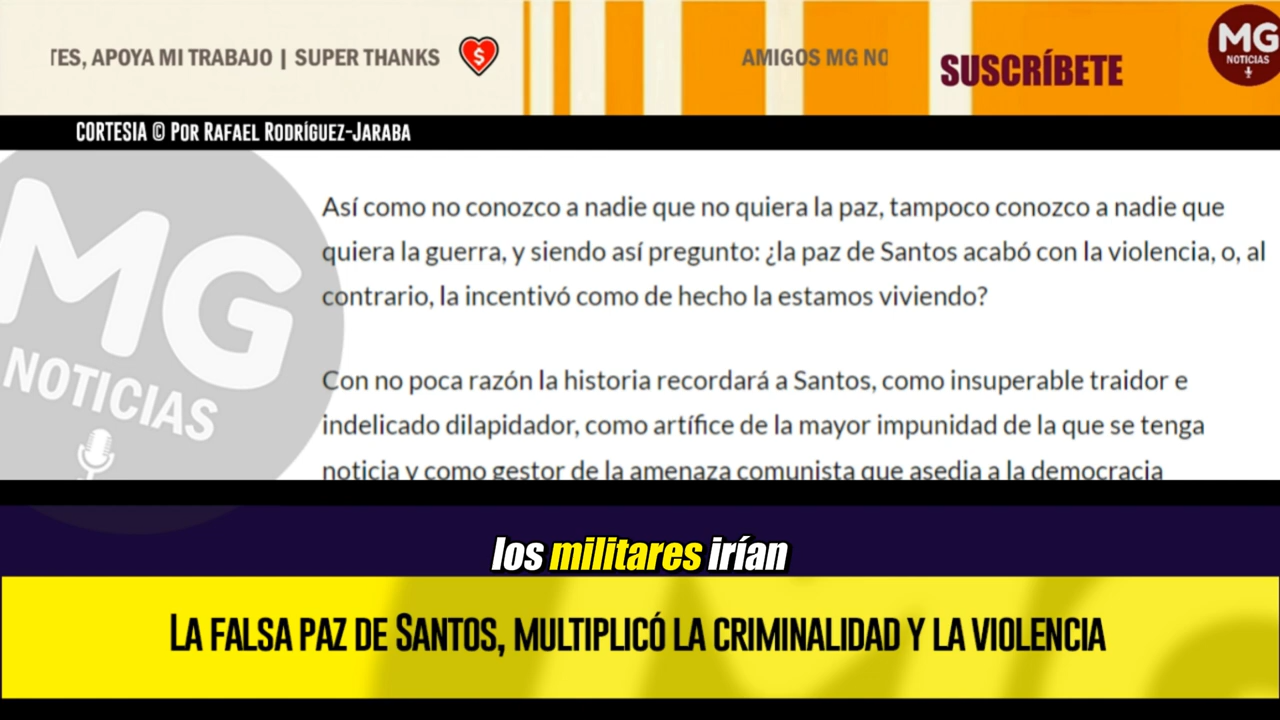 TES, APOYA MI TRABAJO | SUPER THANKS
$
AMIGOS MG NO
SUSCRÍBETE
MG
NOTICIAS
CORTESIA © Por Rafael Rodríguez-Jaraba
MG
NOTICIAS
Así como no conozco a nadie que no quiera la paz, tampoco conozco a nadie que
quiera la guerra, y siendo así pregunto: ¿la paz de Santos acabó con la violencia, o, al
contrario, la incentivó como de hecho la estamos viviendo?
Con no poca razón la historia recordará a Santos, como insuperable traidor e
indelicado dilapidador, como artífice de la mayor impunidad de la que se tenga
noticia y como gestor de la amenaza comunista que asedia a la democracia
los militares irían
La falsa paz de Santos, multiplicó la criminalidad y la violencia